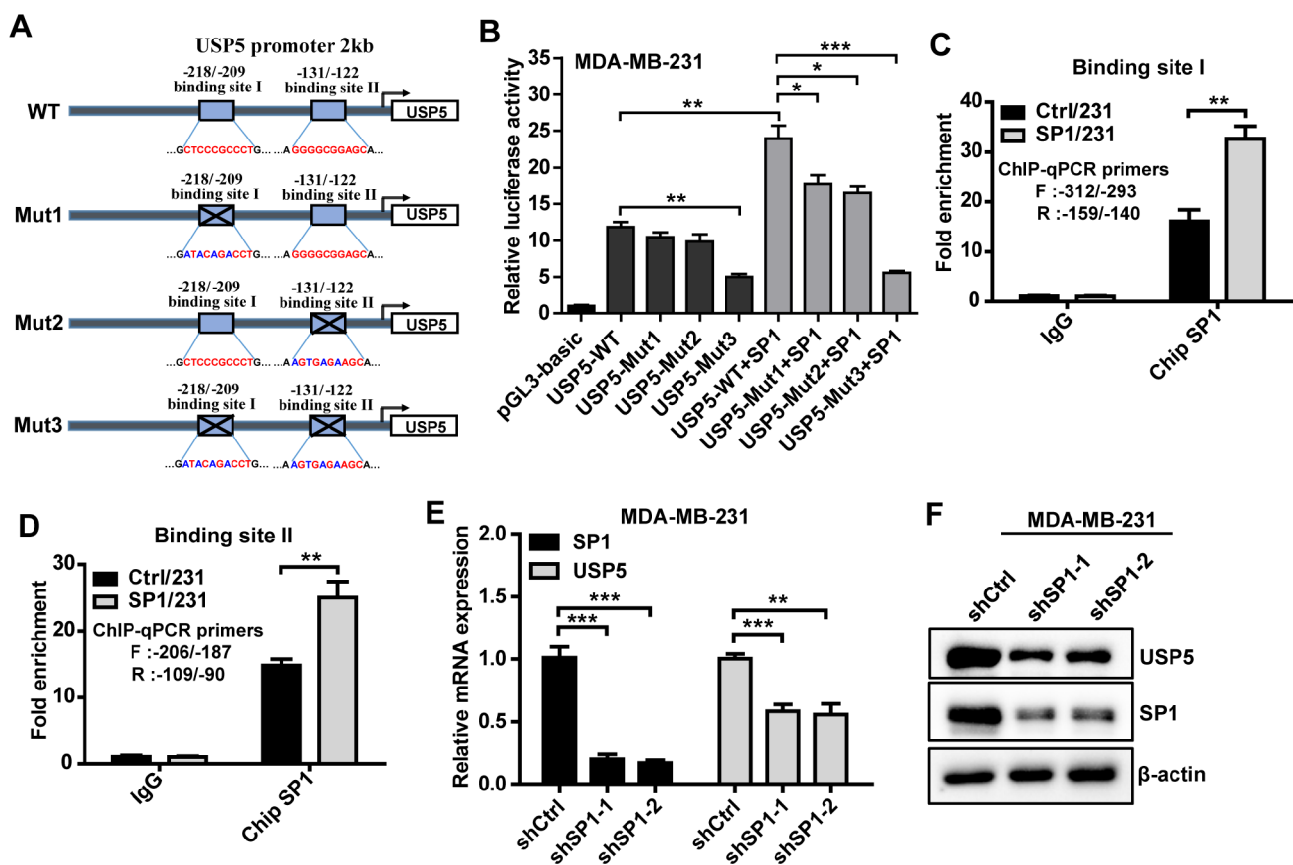 A
USP5 promoter 2kb
-218/-209
binding site I
-131/-122
binding site II
WT
USP5
...GCTCCCGCCCTG...
...AGGGGCGGAGCA...
-218/-209
binding site I
-131/-122
binding site II
Mut1
USP5
...GATACAGACCTG...
...AGGGGCGGAGCA...
-218/-209
binding site I
-131/-122
binding site II
Mut2
USP5
...GCTCCCGCCCTG...
...AAGTGAGAAGCA...
-218/-209
binding site I
-131/-122
binding site II
Mut3
USP5
...GATACAGACCTG...
...AAGTGAGAAGCA...
B
MDA-MB-231
Relative luciferase activity
35
30
25
20
15
10
5
0
***
*
*
**
**
pGL3-basic
USP5-WT
USP5-Mut1
USP5-Mut2
USP5-Mut3
USP5-WT+SP1
USP5-Mut1+SP1
USP5-Mut2+SP1
USP5-Mut3+SP1
C
Binding site I
Fold enrichment
40
30
20
10
0
Ctrl/231
SP1/231
**
ChIP-qPCR primers
F :-312/-293
R :-159/-140
IgG
Chip SP1
D
Binding site II
Fold enrichment
30
20
10
0
Ctrl/231
SP1/231
**
ChIP-qPCR primers
F :-206/-187
R :-109/-90
IgG
Chip SP1
E
MDA-MB-231
Relative mRNA expression
2.0
1.5
1.0
0.5
0.0
SP1
USP5
***
***
**
***
shCtrl
shSP1-1
shSP1-2
shCtrl
shSP1-1
shSP1-2
F
MDA-MB-231
shCtrl
shSP1-1
shSP1-2
USP5
SP1
β-actin